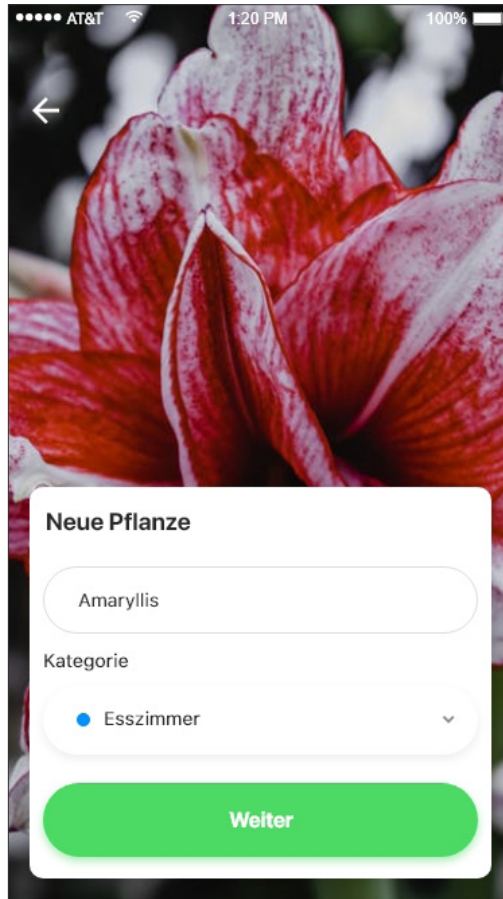 AT&T 1:20 PM 100%
Neue Pflanze
Amaryllis
Kategorie
Esszimmer
Weiter